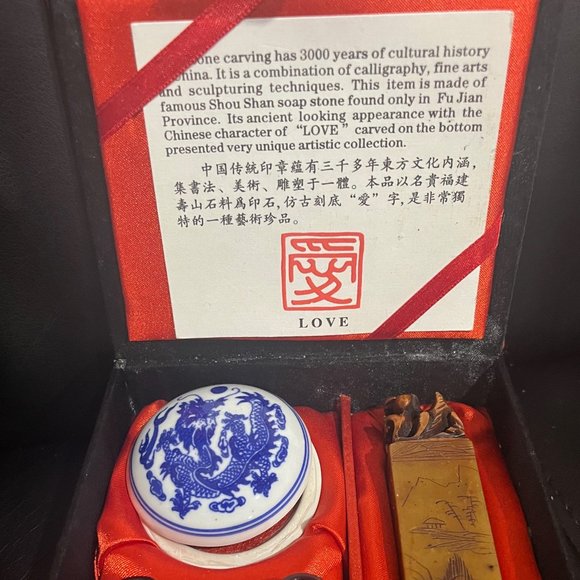 one carving has 3000 years of cultural history
China. It is a combination of calligraphy, fine arts
and sculpturing techniques. This item is made of
famous Shou Shan soap stone found only in Fu Jian
Province. Its ancient looking appearance with the
Chinese character of "LOVE" carved on the bottom
presented very unique artistic collection.
中国传統印章蘊有三千多年東方文化内涵,
集書法、美術、雕塑于一體。本品以名貴福建
壽山石料爲印石,仿古刻底"愛"字,是非常獨
特的一種藝術珍品。
愛
LOVE